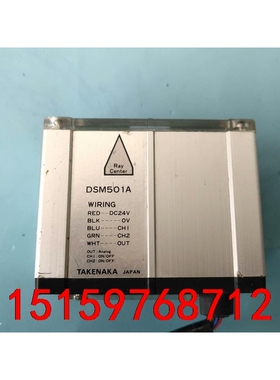 Ray
Center
DSM501A
WIRING
RED---DC24V
BLK-----0V
BLU-----CH1
GRN-----CH2
WHT-----OUT
OUT:Analog
CH1:ON/OFF
CH2:ON/OFF
TAKENAKA JAPAN
15159768712